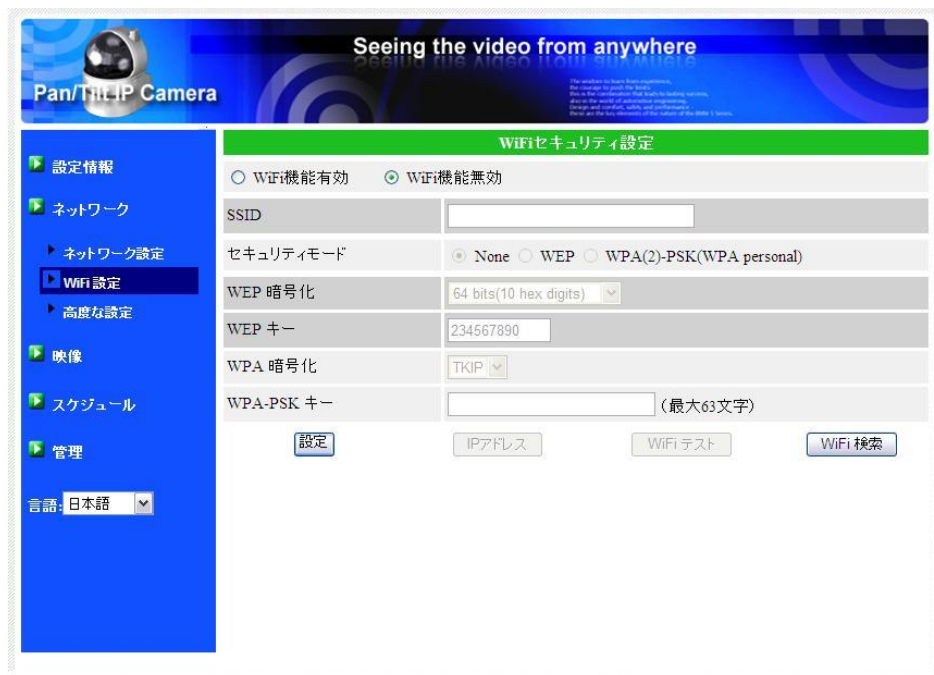 Seeing the video from anywhere
Pan/Tilt IP Camera
WiFiセキュリティ設定
設定情報
ネットワーク
ネットワーク設定
WiFi 設定
高度な設定
映像
スケジュール
管理
言語: 日本語
WiFi機能有効 WiFi機能無効
SSID
セキュリティモード None WEP WPA(2)-PSK(WPA personal)
WEP 暗号化 64 bits(10 hex digits)
WEP キー 234567890
WPA 暗号化 TKIP
WPA-PSK キー (最大63文字)
設定 IPアドレス WiFi テスト WiFi 検索